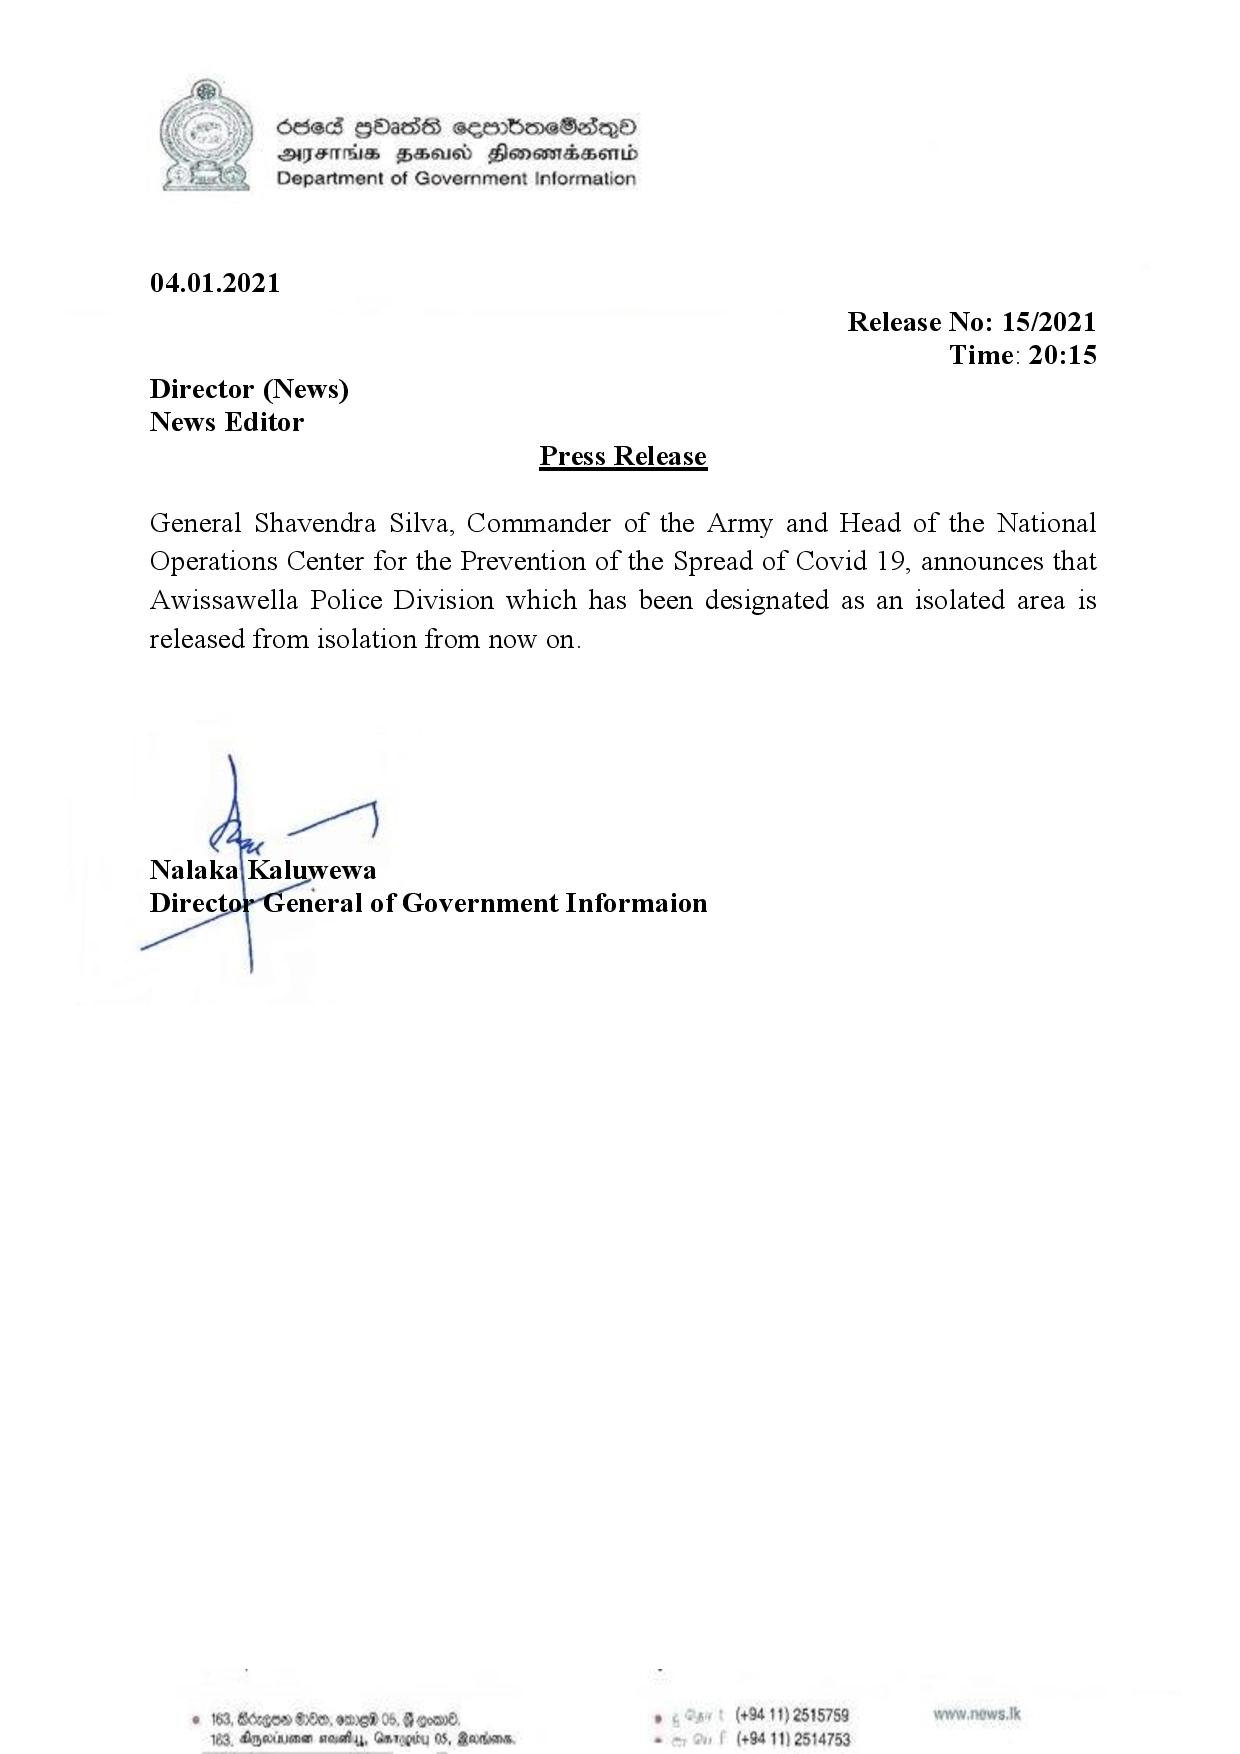 රජයේ ප්‍රවෘත්ති දෙපාර්තමේන්තුව
அரசாங்க தகவல் திணைக்களம்
Department of Government Information
04.01.2021
Release No: 15/2021
Time: 20:15
Director (News)
News Editor
Press Release
General Shavendra Silva, Commander of the Army and Head of the National
Operations Center for the Prevention of the Spread of Covid 19, announces that
Awissawella Police Division which has been designated as an isolated area is
released from isolation from now on.
Nalaka Kaluwewa
Director General of Government Informaion
163, කිරුලපන මාවත, කොළඹ 05, ශ්‍රී ලංකාව.
163, கிருலப்பனை எவனியூ, கொழும்பு 05, இலங்கை.
(+94 11) 2515759
(+94 11) 2514753
www.news.lk